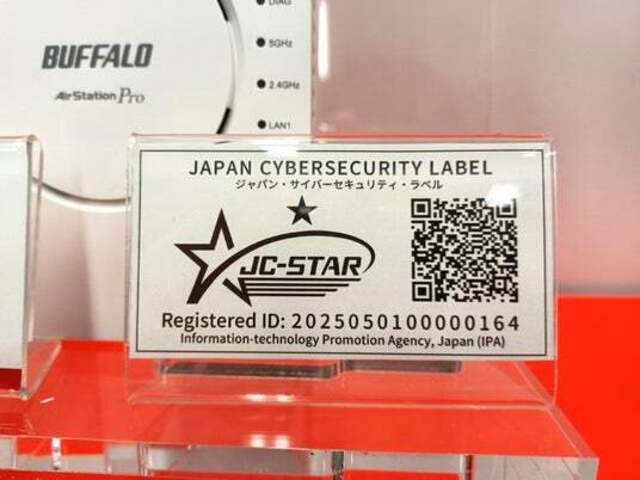 DIAG
BUFFALO
5GHz
AirStation Pro
2.4GHz
LAN1
JAPAN CYBERSECURITY LABEL
ジャパン・サイバーセキュリティ・ラベル
JC-STAR
Registered ID: 20250501000000164
Information-technology Promotion Agency, Japan (IPA)